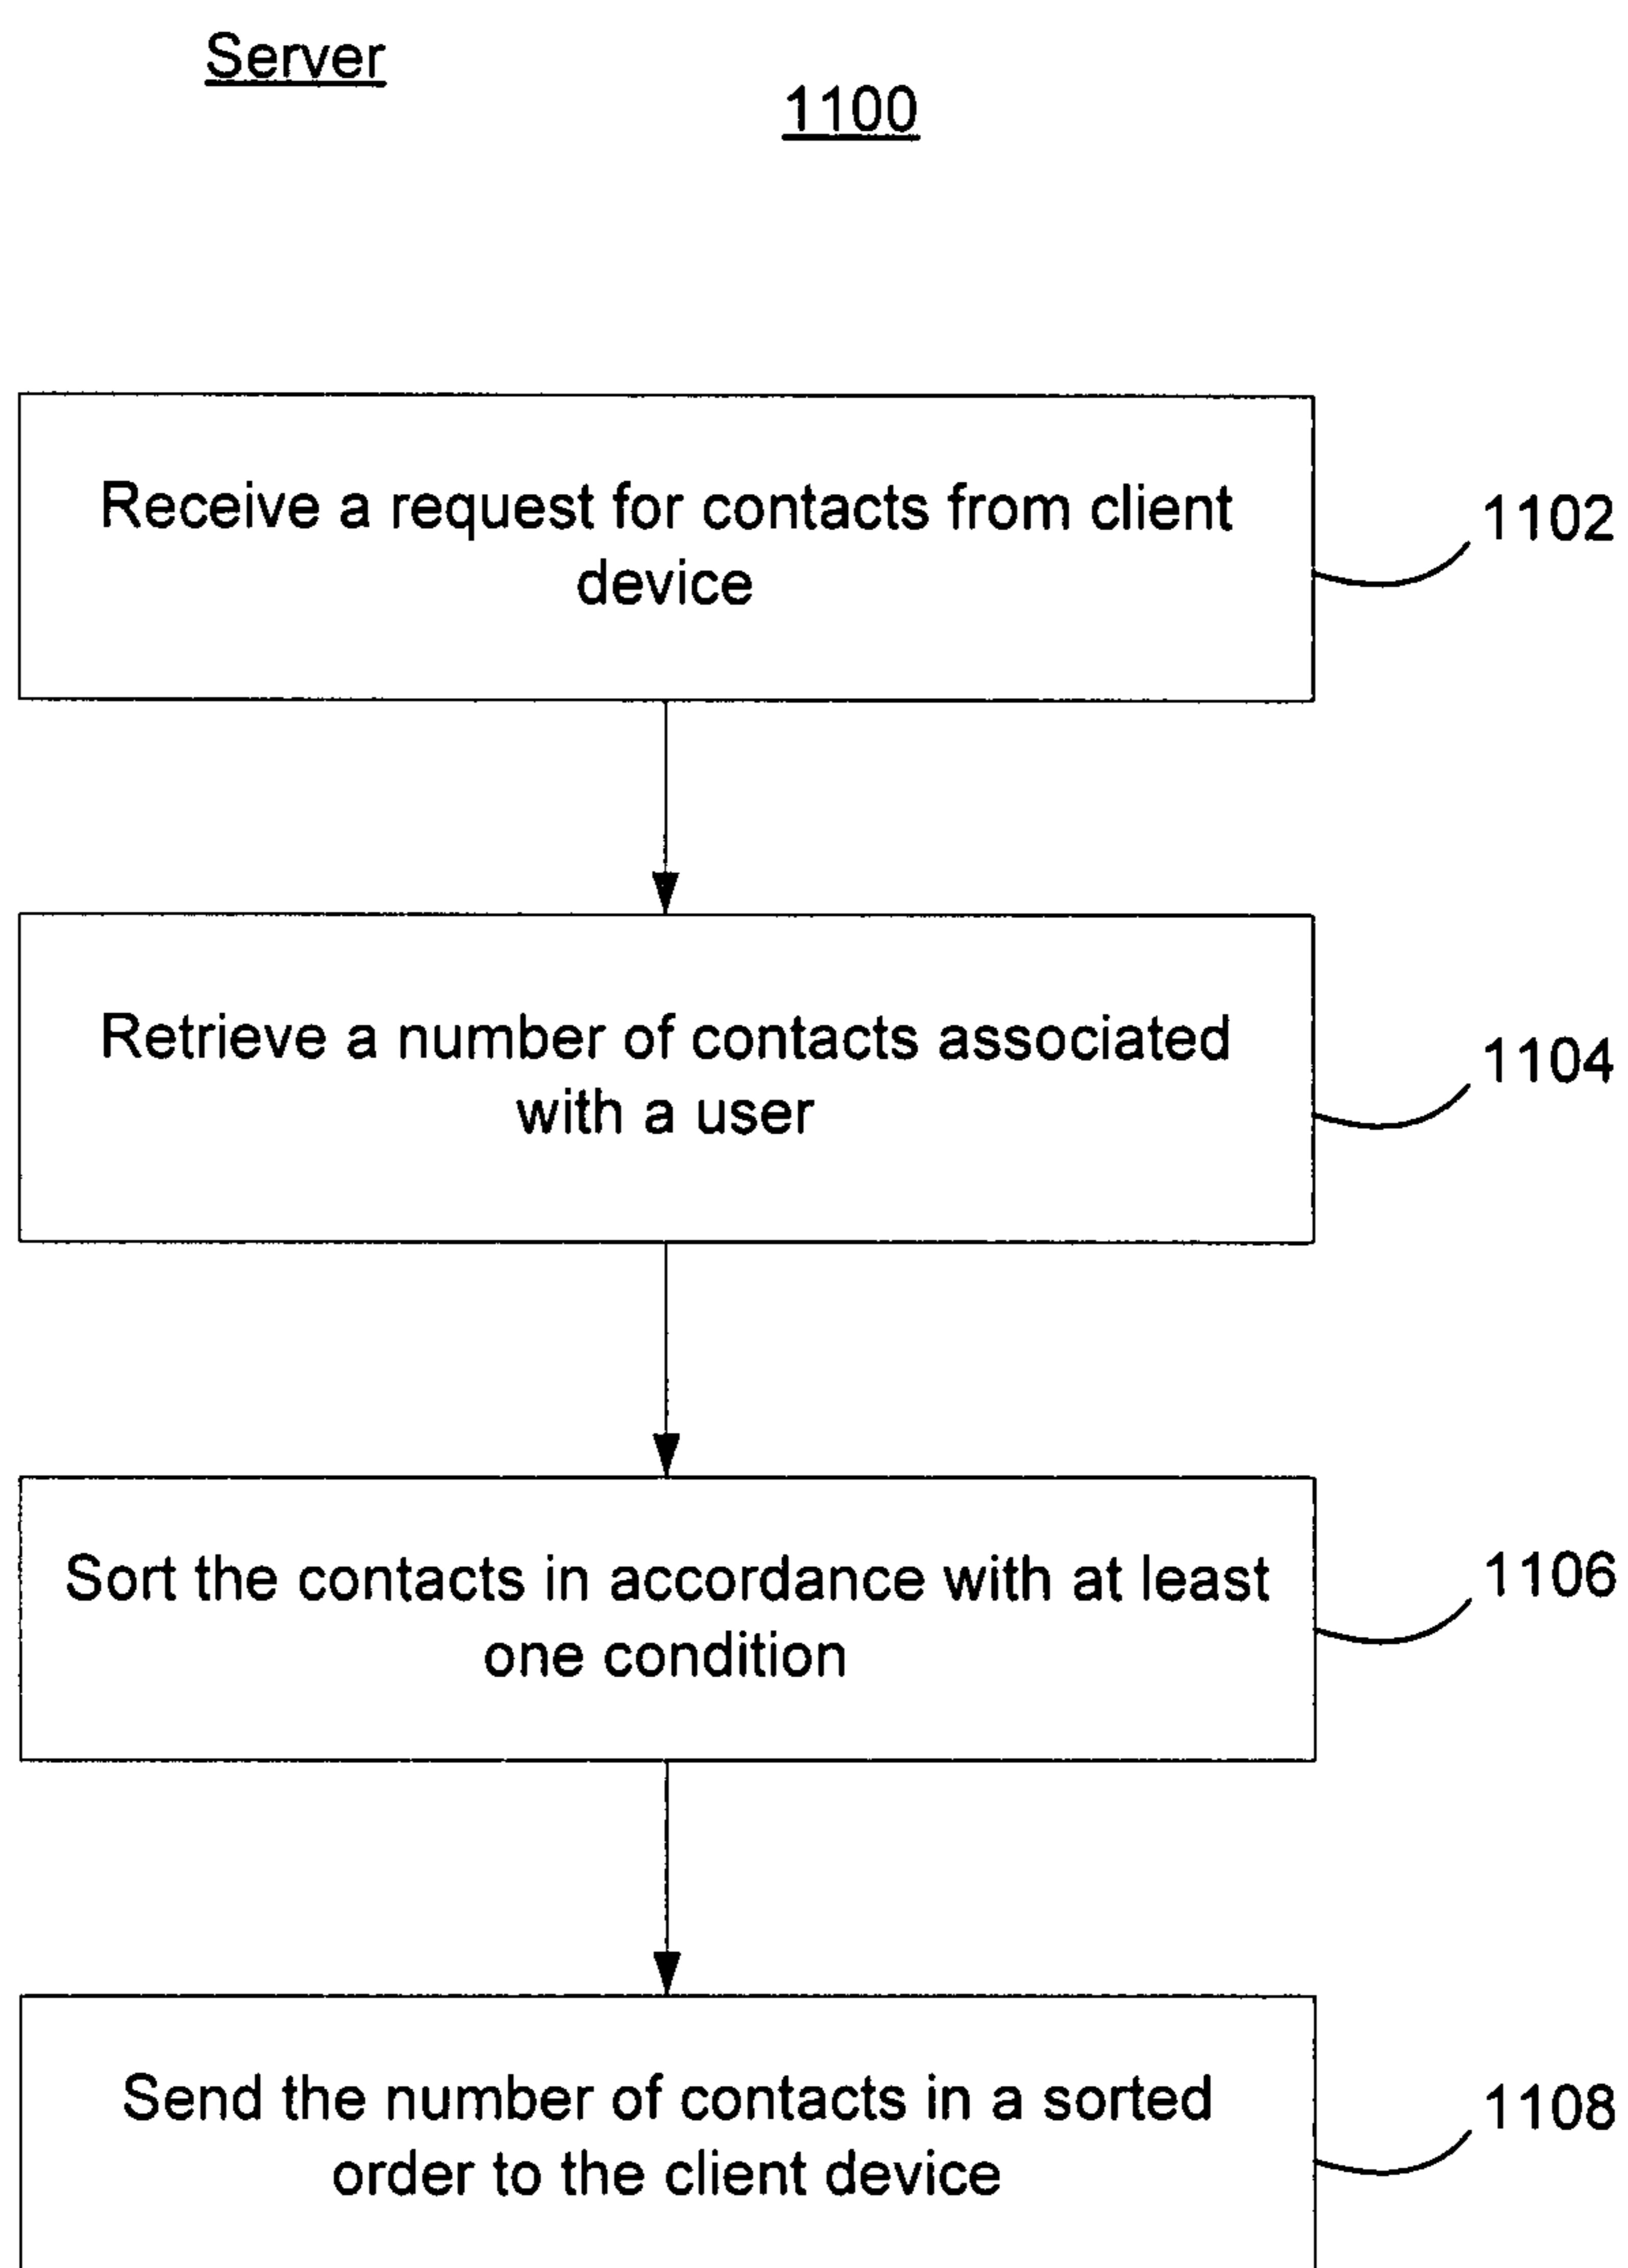 Server
1100
Receive a request for contacts from client
device
1102
Retrieve a number of contacts associated
with a user
1104
Sort the contacts in accordance with at least
one condition
1106
Send the number of contacts in a sorted
order to the client device
1108